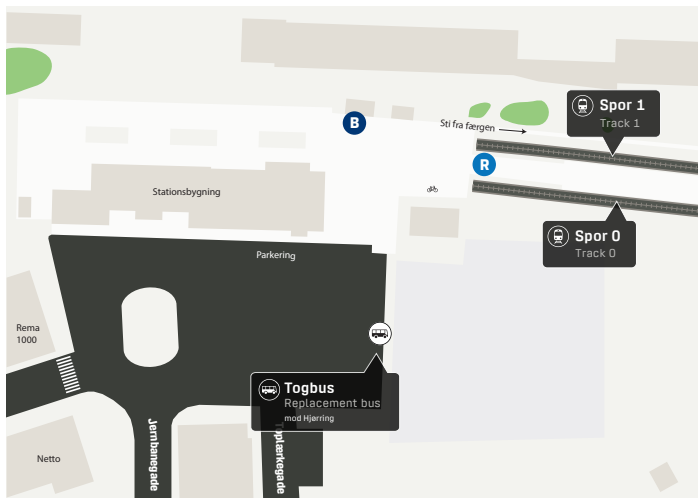 Spor 1
Track 1
B
Sti fra færgen
R
Stationsbygning
Spor 0
Track 0
Parkering
Rema
1000
Togbus
Replacement bus
mod Hjørring
Jernbanegade
Toplærkegade
Netto